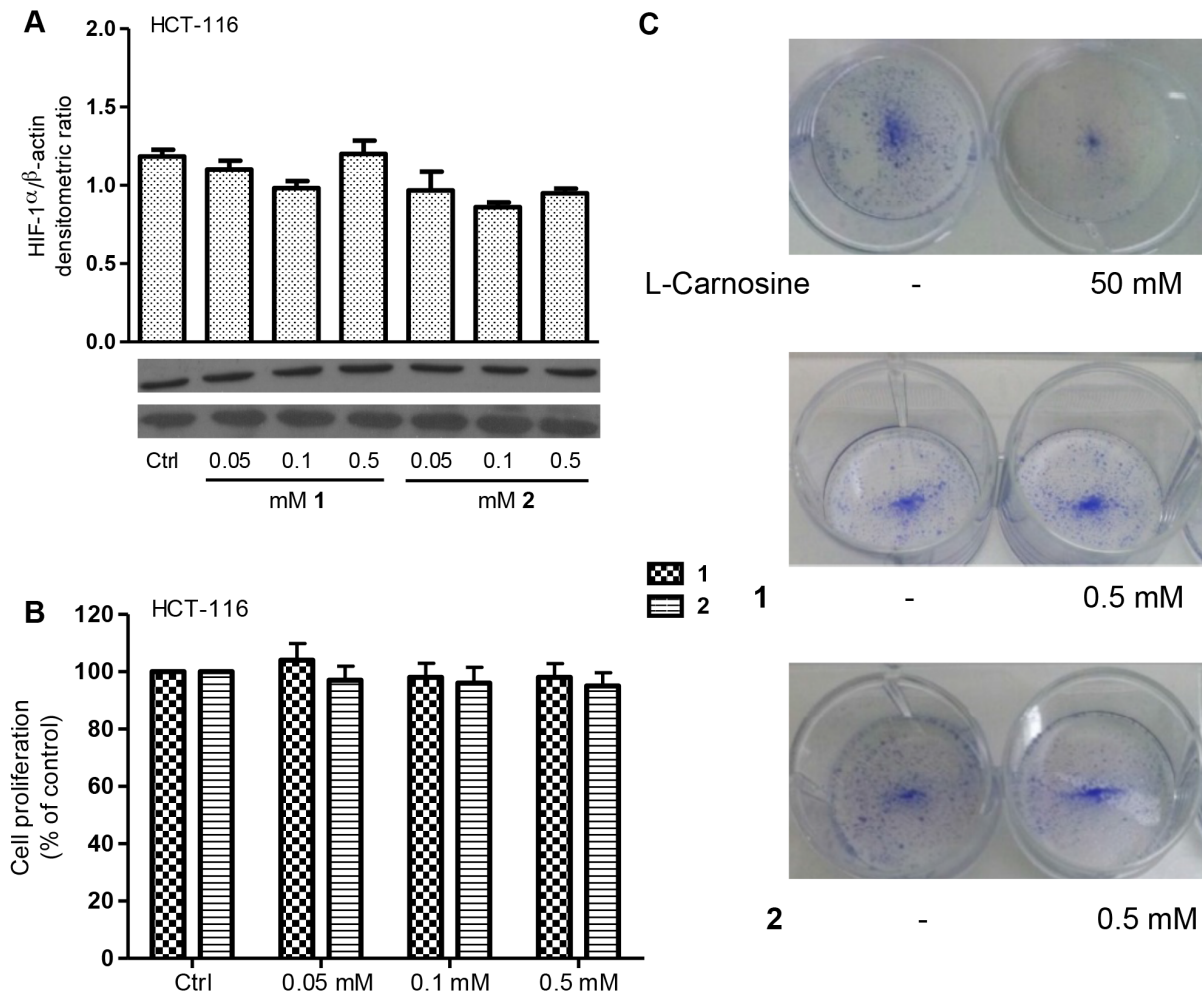 A
HCT-116
2.0
1.5
1.0
0.5
0.0
HIF-1α/β-actin
densitometric ratio
Ctrl 0.05 0.1 0.5 0.05 0.1 0.5
mM 1 mM 2
B
HCT-116
1
2
120
100
80
60
40
20
0
Cell proliferation
(% of control)
Ctrl 0.05 mM 0.1 mM 0.5 mM
C
L-Carnosine - 50 mM
1 - 0.5 mM
2 - 0.5 mM